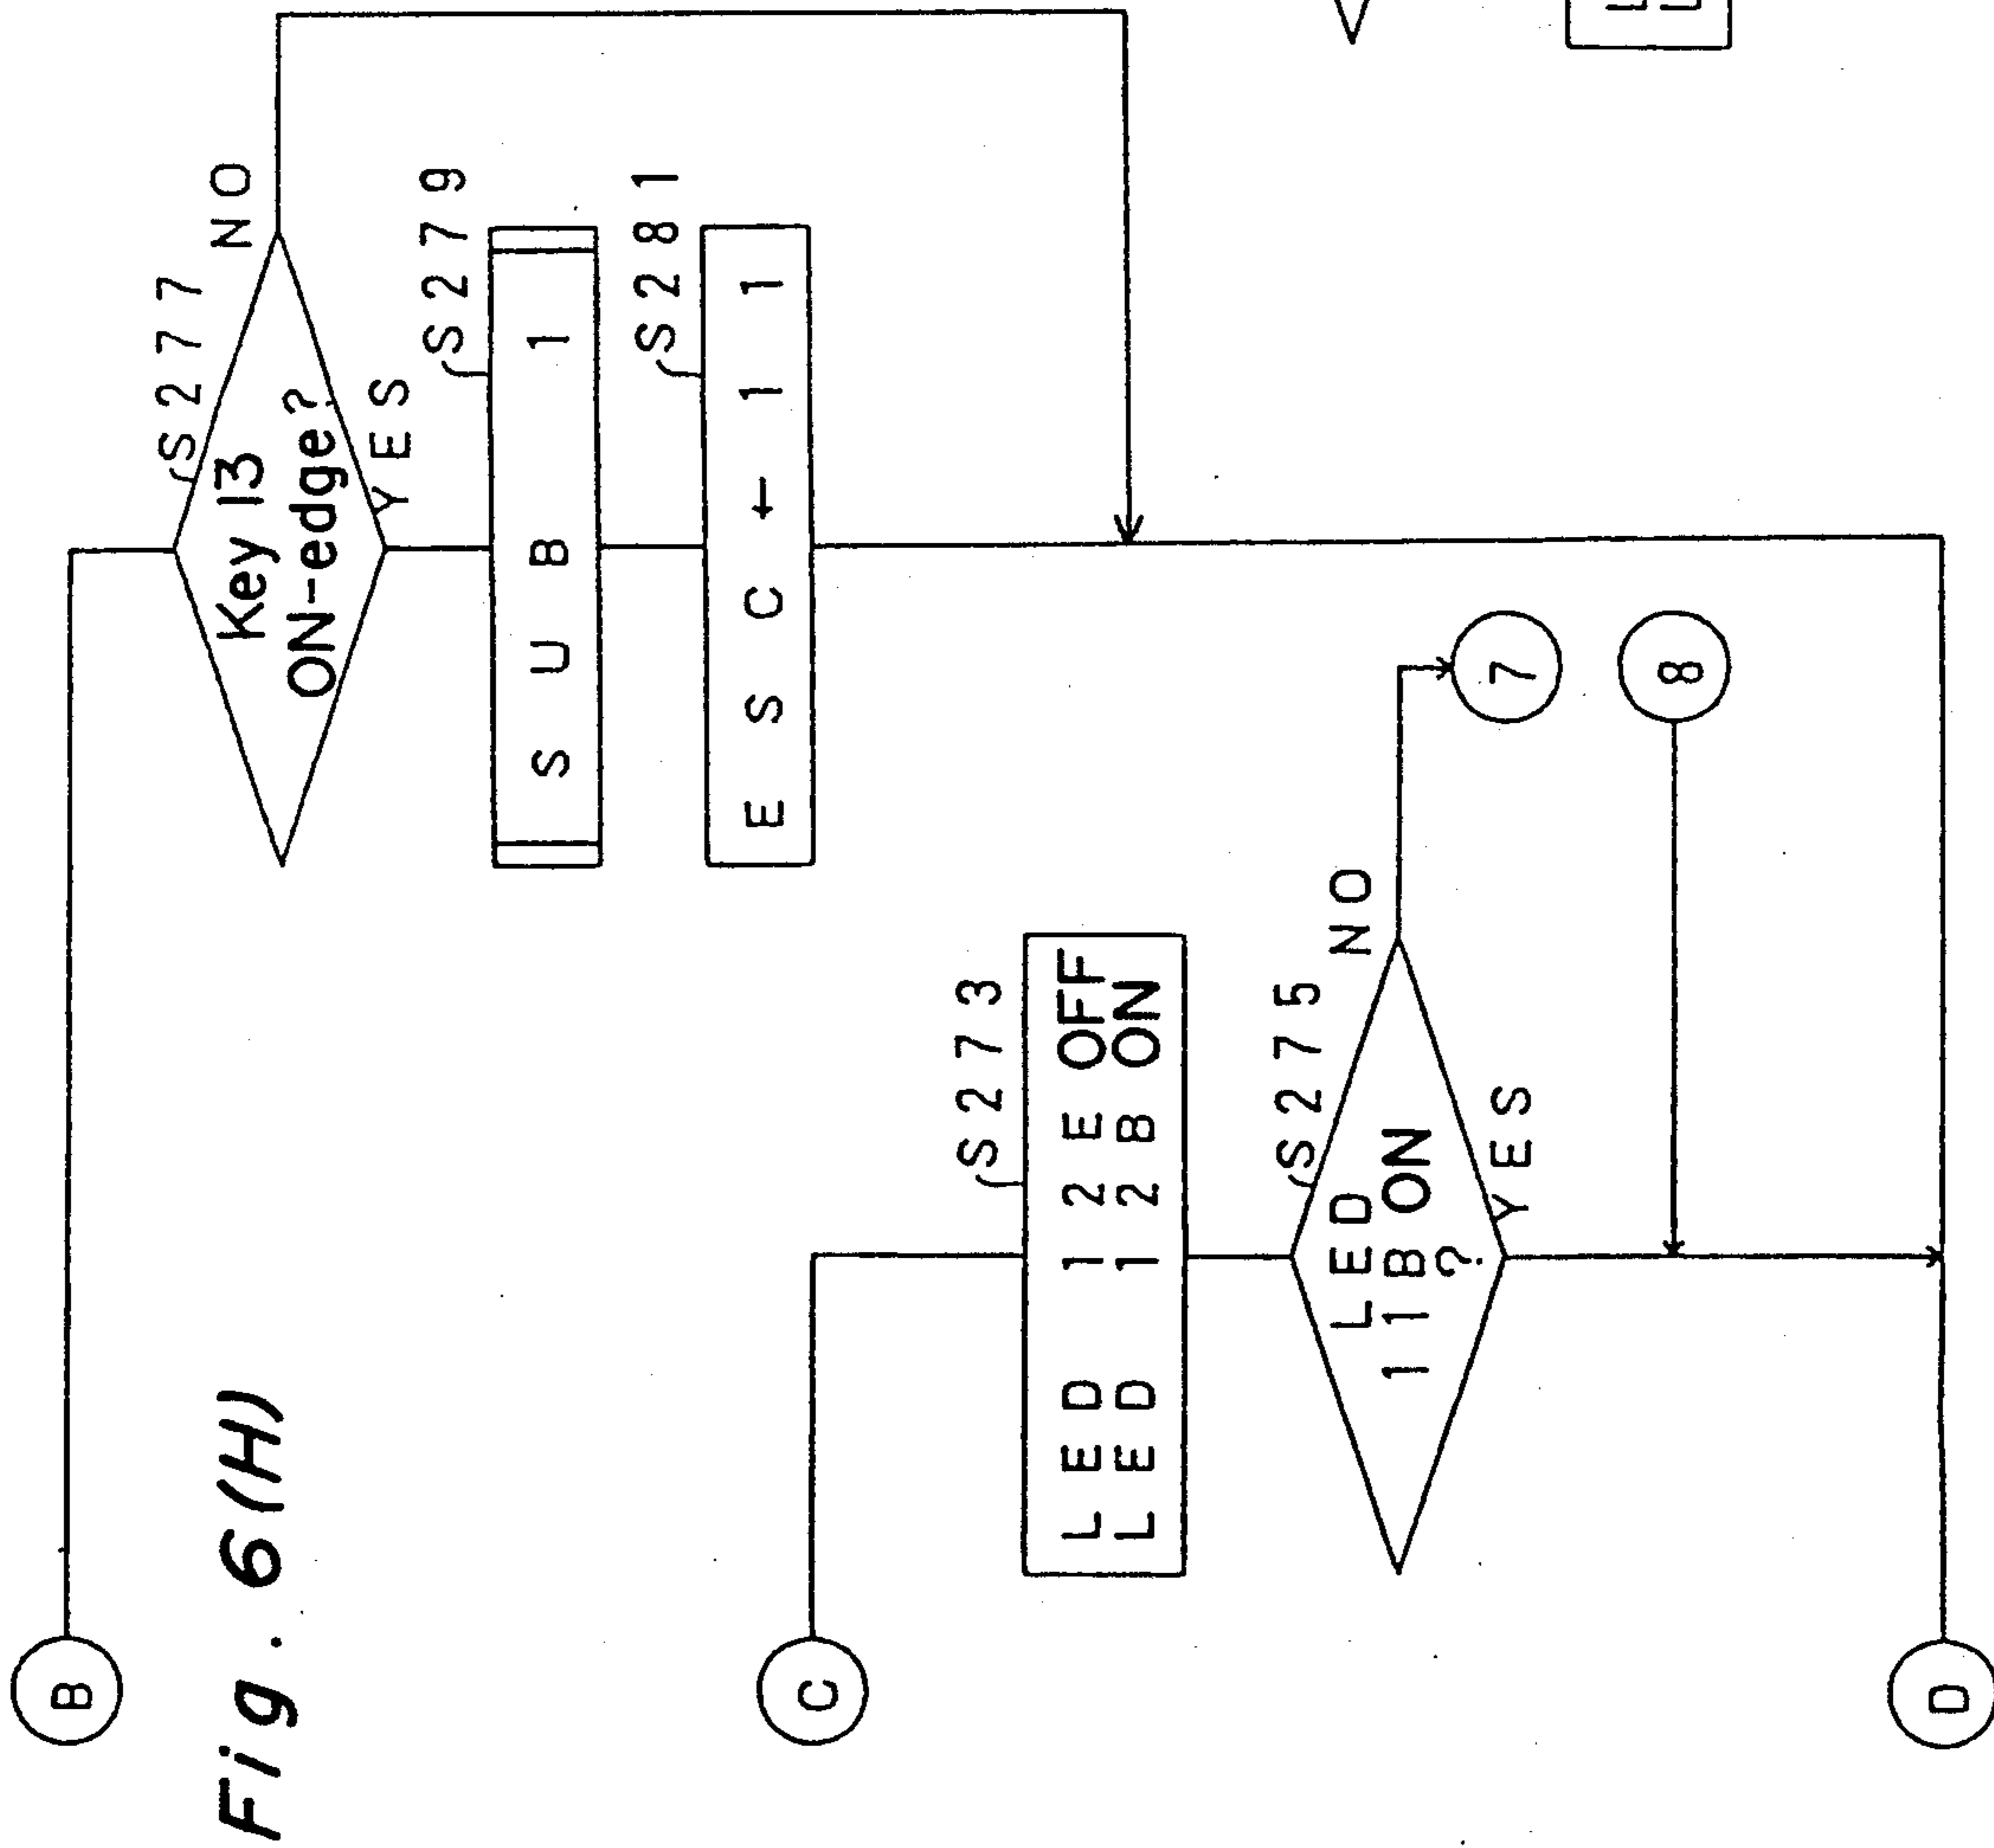 B
Fig. 6(H)
S277
Key 13
ON-edge?
NO
YES
S279
SUB 1
S281
ESC ← 11
C
S273
LED 12E OFF
LED 12B ON
S275
LED
11B ON
?
NO
YES
7
8
D